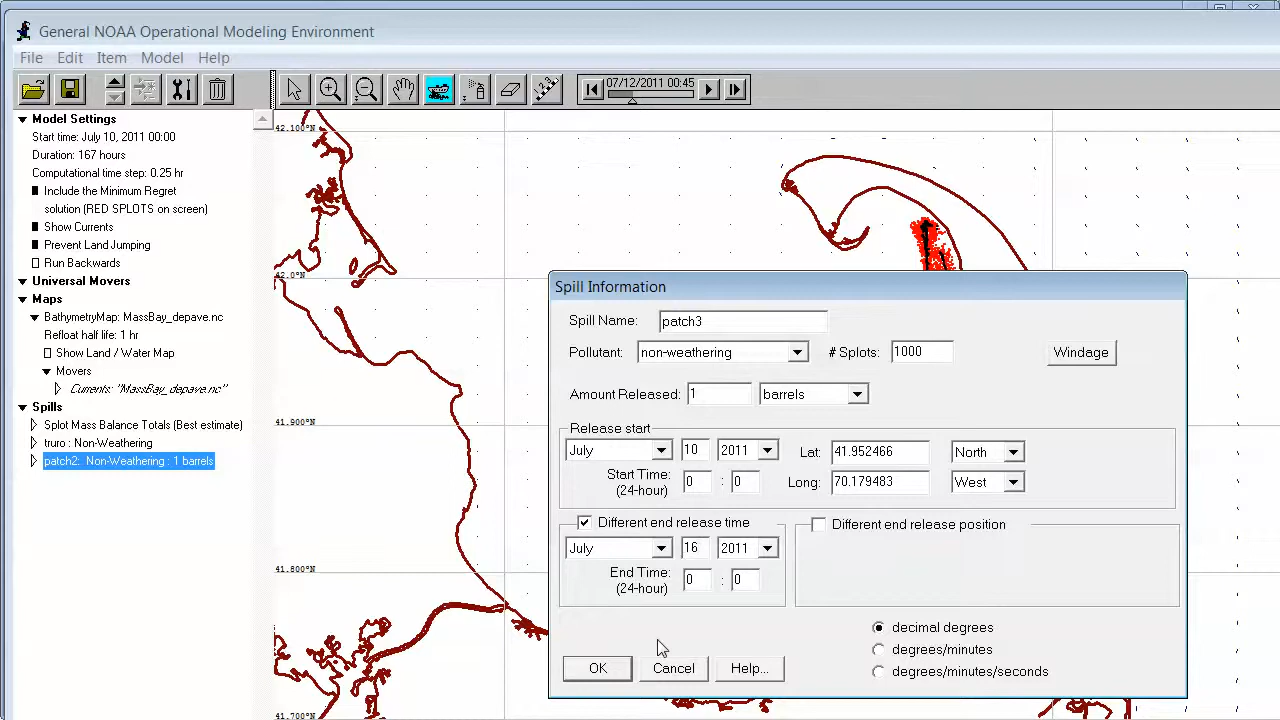 General NOAA Operational Modeling Environment
File Edit Item Model Help
07/12/2011 00:45
Model Settings
Start time: July 10, 2011 00:00
Duration: 167 hours
Computational time step: 0.25 hr
Include the Minimum Regret
solution (RED SPLOTS on screen)
Show Currents
Prevent Land Jumping
Run Backwards
Universal Movers
Maps
BathymetryMap: MassBay_depave.nc
Refloat half life: 1 hr
Show Land / Water Map
Movers
Currents: "MassBay_depave.nc"
Spills
Splot Mass Balance Totals (Best estimate)
truro : Non-Weathering
patch2: Non-Weathering : 1 barrels
42.100°N
42.0°N
41.900°N
41.800°N
41.700°N
Spill Information
Spill Name: patch3
Pollutant: non-weathering # Splots: 1000 Windage
Amount Released: 1 barrels
Release start
July 10 2011 Lat: 41.952466 North
Start Time: 0 : 0 Long: 70.179483 West
(24-hour)
Different end release time Different end release position
July 16 2011
End Time: 0 : 0
(24-hour)
decimal degrees
degrees/minutes
degrees/minutes/seconds
OK Cancel Help...